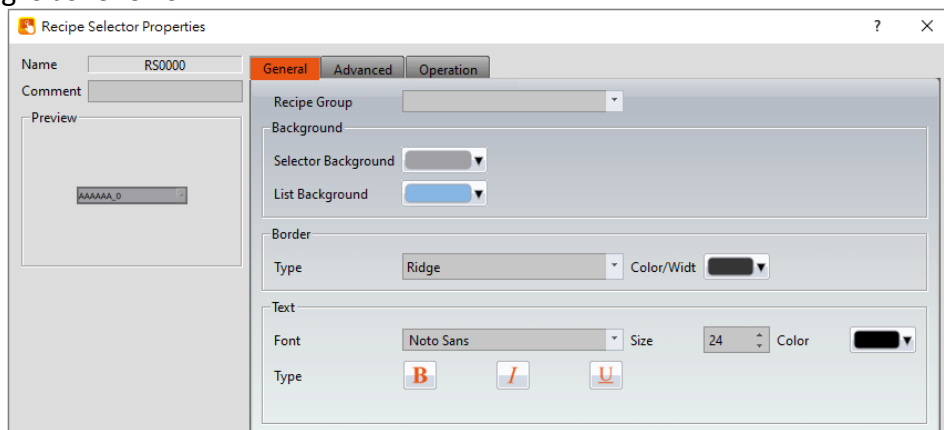 Recipe Selector Properties ? ×
Name RS0000
Comment
Preview
AAAAAA_0
General Advanced Operation
Recipe Group
Background
Selector Background
List Background
Border
Type Ridge Color/Widt
Text
Font Noto Sans Size 24 Color
Type B I U